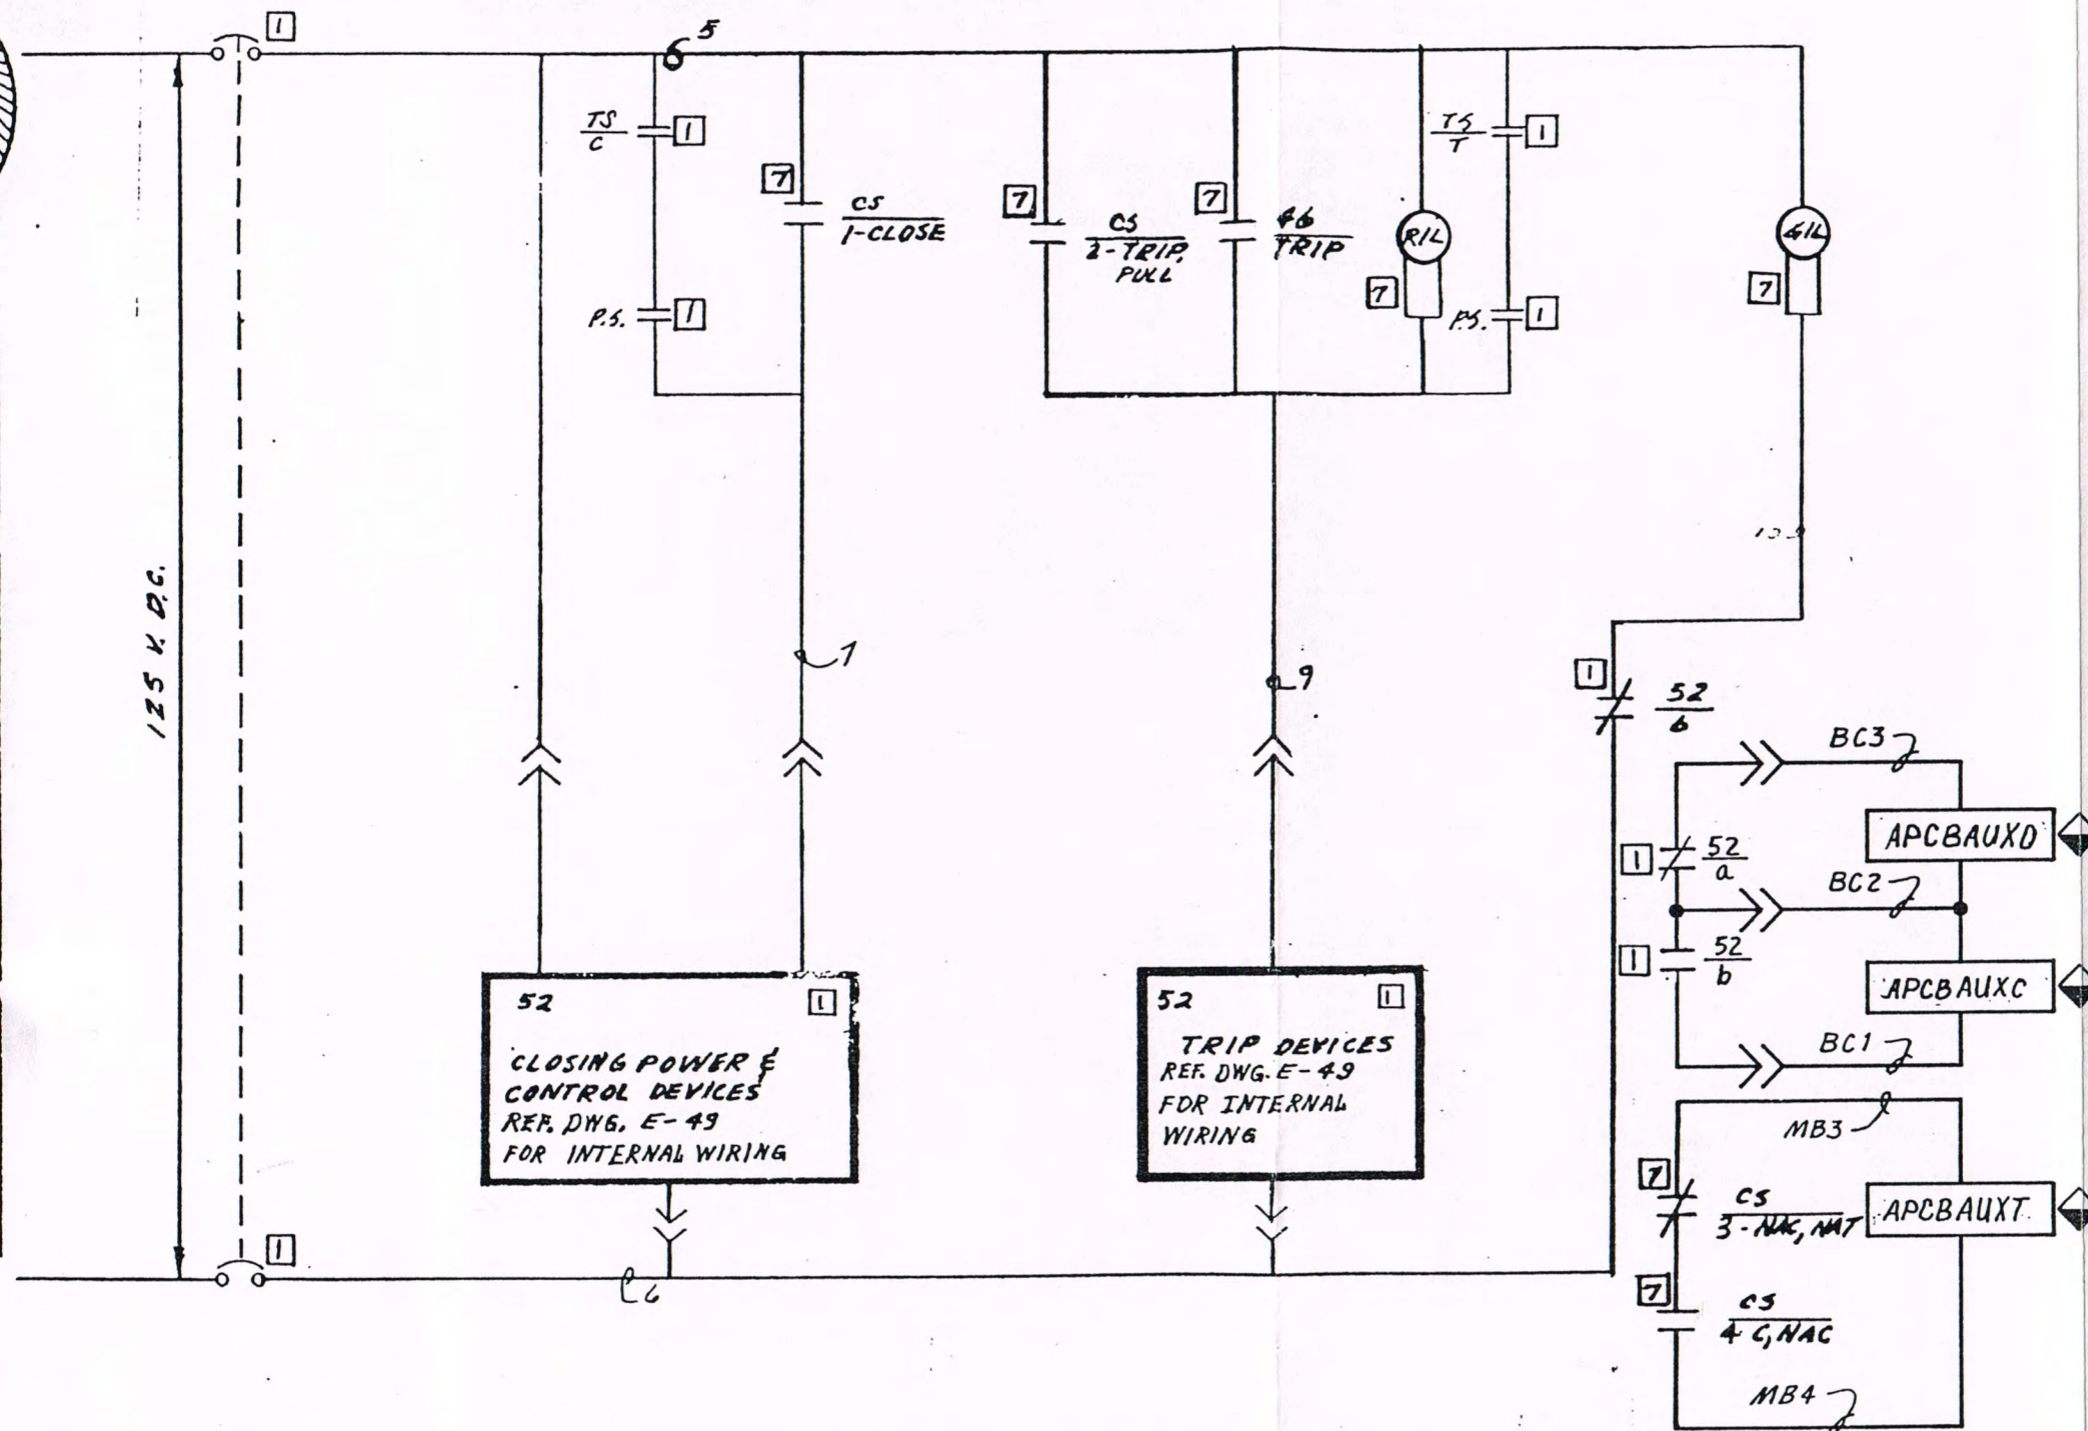 1
5
TS
C
1
7
CS
1-CLOSE
P.S.
1
7
CS
2-TRIP,
PULL
7
46
TRIP
R/L
7
TS
T
1
P.S.
1
G/L
7
125 V. D.C.
1
9
1
52
b
BC3
APCBAUXD
1
52
a
BC2
1
52
b
APCBAUXC
BC1
52
1
CLOSING POWER &
CONTROL DEVICES
REF. DWG. E-49
FOR INTERNAL WIRING
52
1
TRIP DEVICES
REF. DWG. E-49
FOR INTERNAL
WIRING
MB3
7
CS
3-NAC, NAT
APCBAUXT
7
CS
4 C, NAC
MB4
1
6